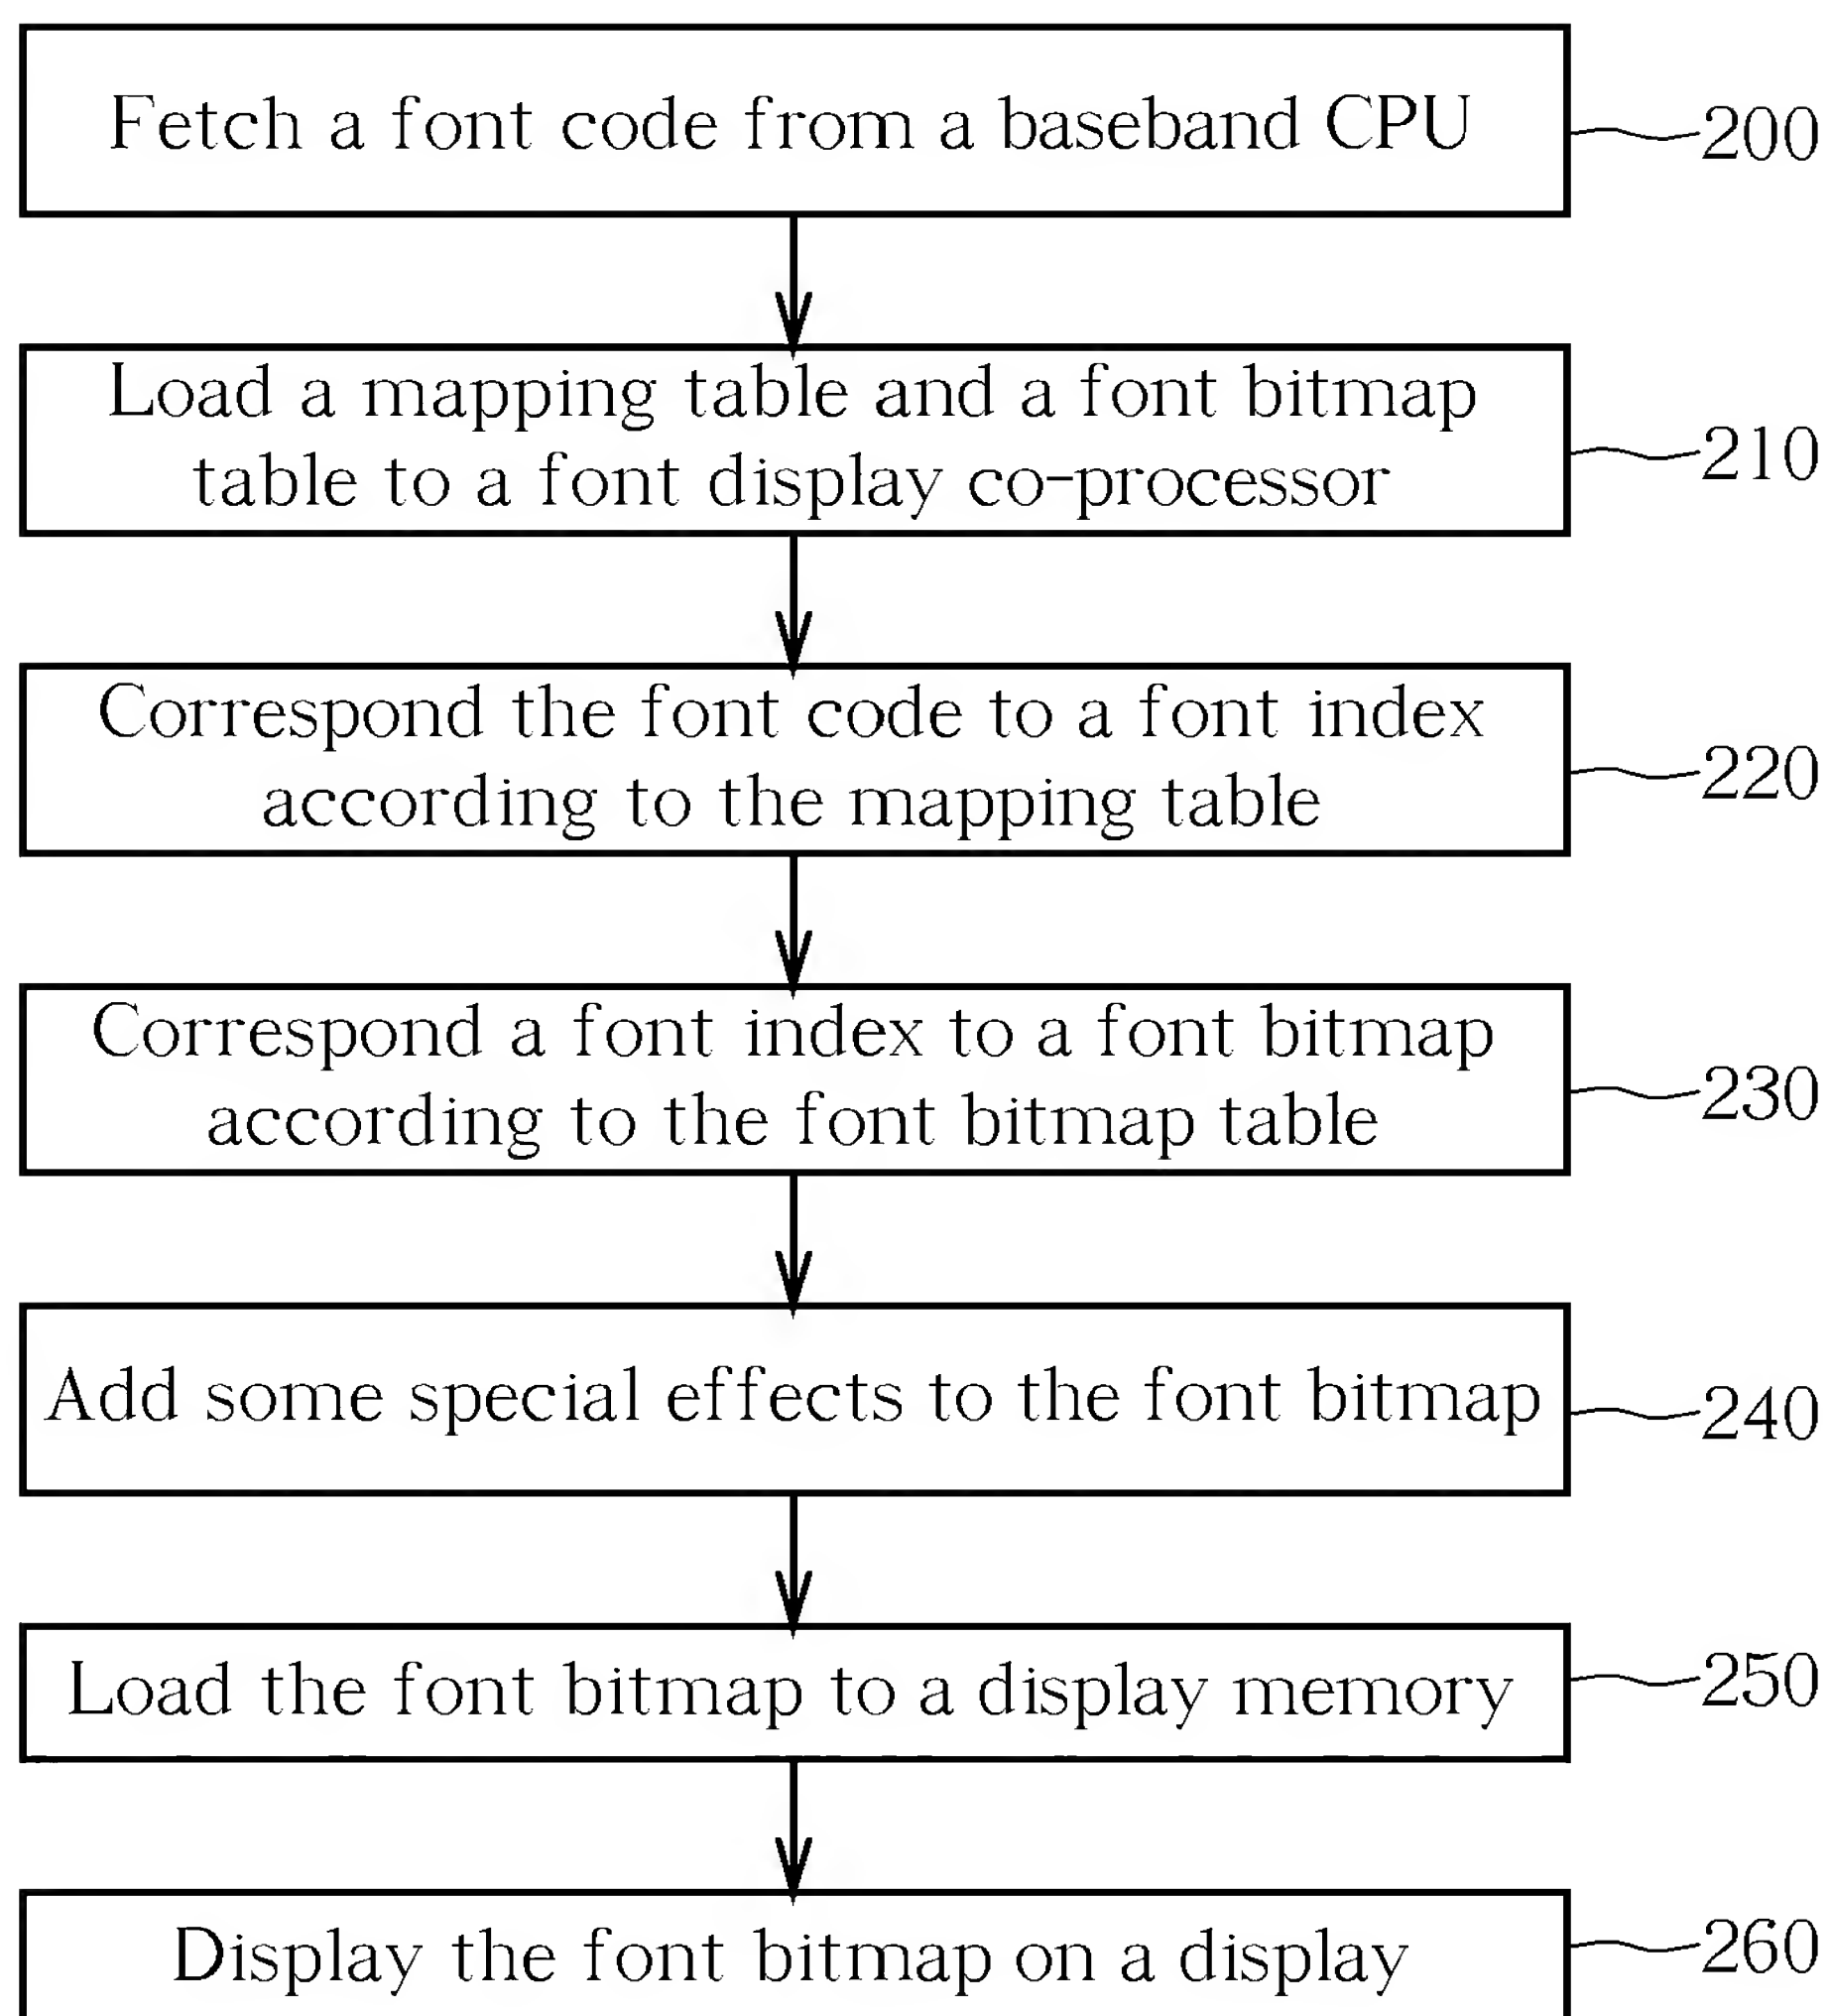 Fetch a font code from a baseband CPU
200
Load a mapping table and a font bitmap
table to a font display co-processor
210
Correspond the font code to a font index
according to the mapping table
220
Correspond a font index to a font bitmap
according to the font bitmap table
230
Add some special effects to the font bitmap
240
Load the font bitmap to a display memory
250
Display the font bitmap on a display
260